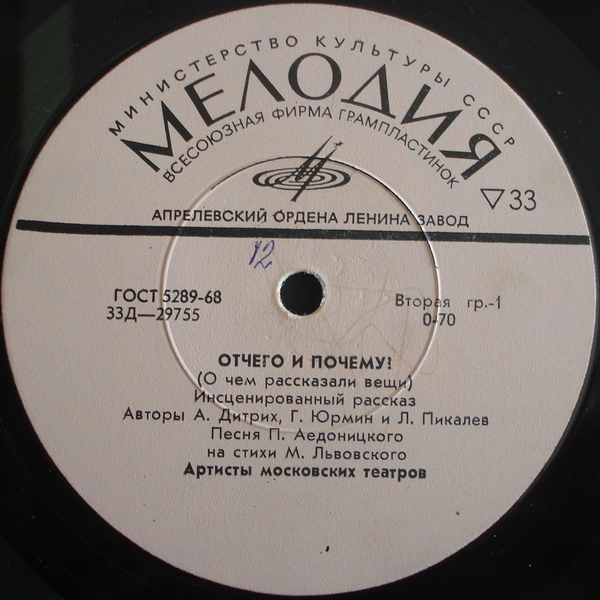 МИНИСТЕРСТВО КУЛЬТУРЫ СССР
МЕЛОДИЯ
ВСЕСОЮЗНАЯ ФИРМА ГРАМПЛАСТИНОК
▽33
АПРЕЛЕВСКИЙ ОРДЕНА ЛЕНИНА ЗАВОД
12
ГОСТ 5289-68
33Д—29755
Вторая гр.-1
0-70
ОТЧЕГО И ПОЧЕМУ?
(О чем рассказали вещи)
Инсценированный рассказ
Авторы А. Дитрих, Г. Юрмин и Л. Пикалев
Песня П. Аедоницкого
на стихи М. Львовского
Артисты московских театров